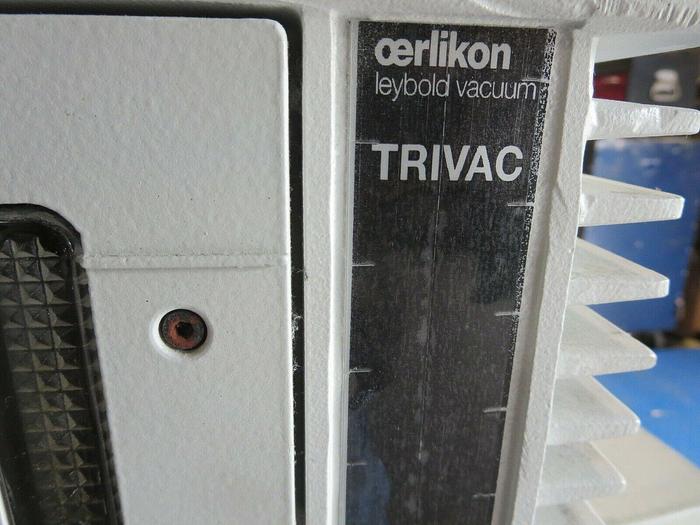 œrlikon
leybold vacuum
TRIVAC